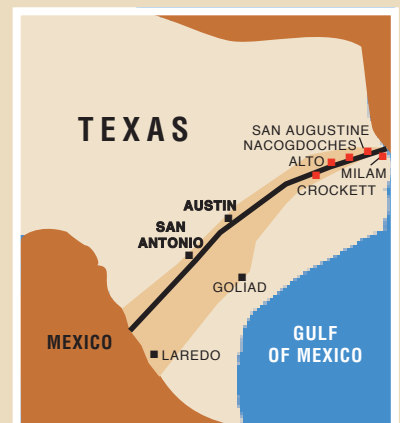 TEXAS
SAN AUGUSTINE
NACOGDOCHES
ALTO
MILAM
CROCKETT
AUSTIN
SAN
ANTONIO
GOLIAD
MEXICO
GULF
OF MEXICO
LAREDO